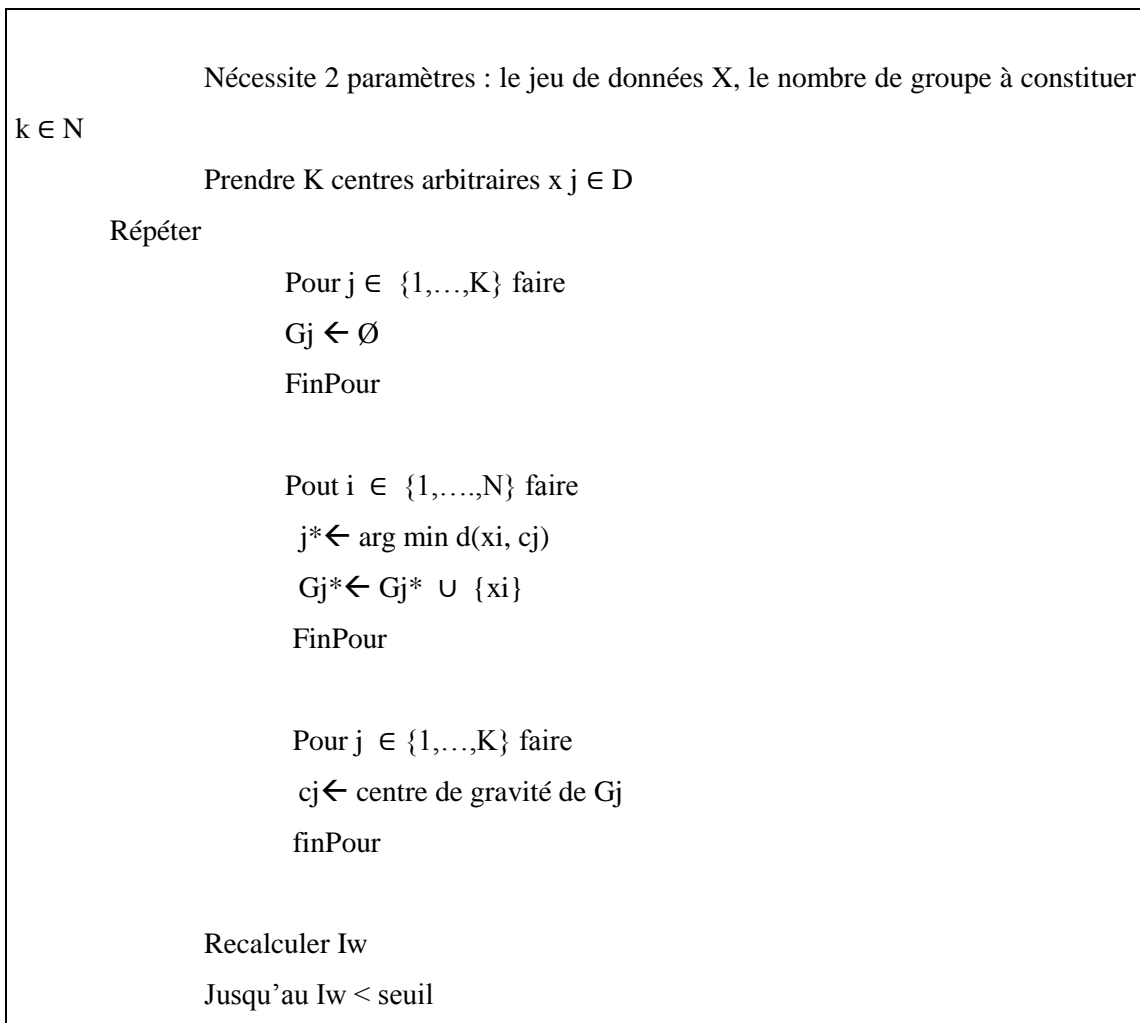 Nécessite 2 paramètres : le jeu de données X, le nombre de groupe à constituer
k ∈ N
Prendre K centres arbitraires x j ∈ D
Répéter
Pour j ∈ {1,…,K} faire
Gj ← Ø
FinPour
Pout i ∈ {1,….,N} faire
j*← arg min d(xi, cj)
Gj*← Gj* ∪ {xi}
FinPour
Pour j ∈ {1,…,K} faire
cj← centre de gravité de Gj
finPour
Recalculer Iw
Jusqu’au Iw < seuil